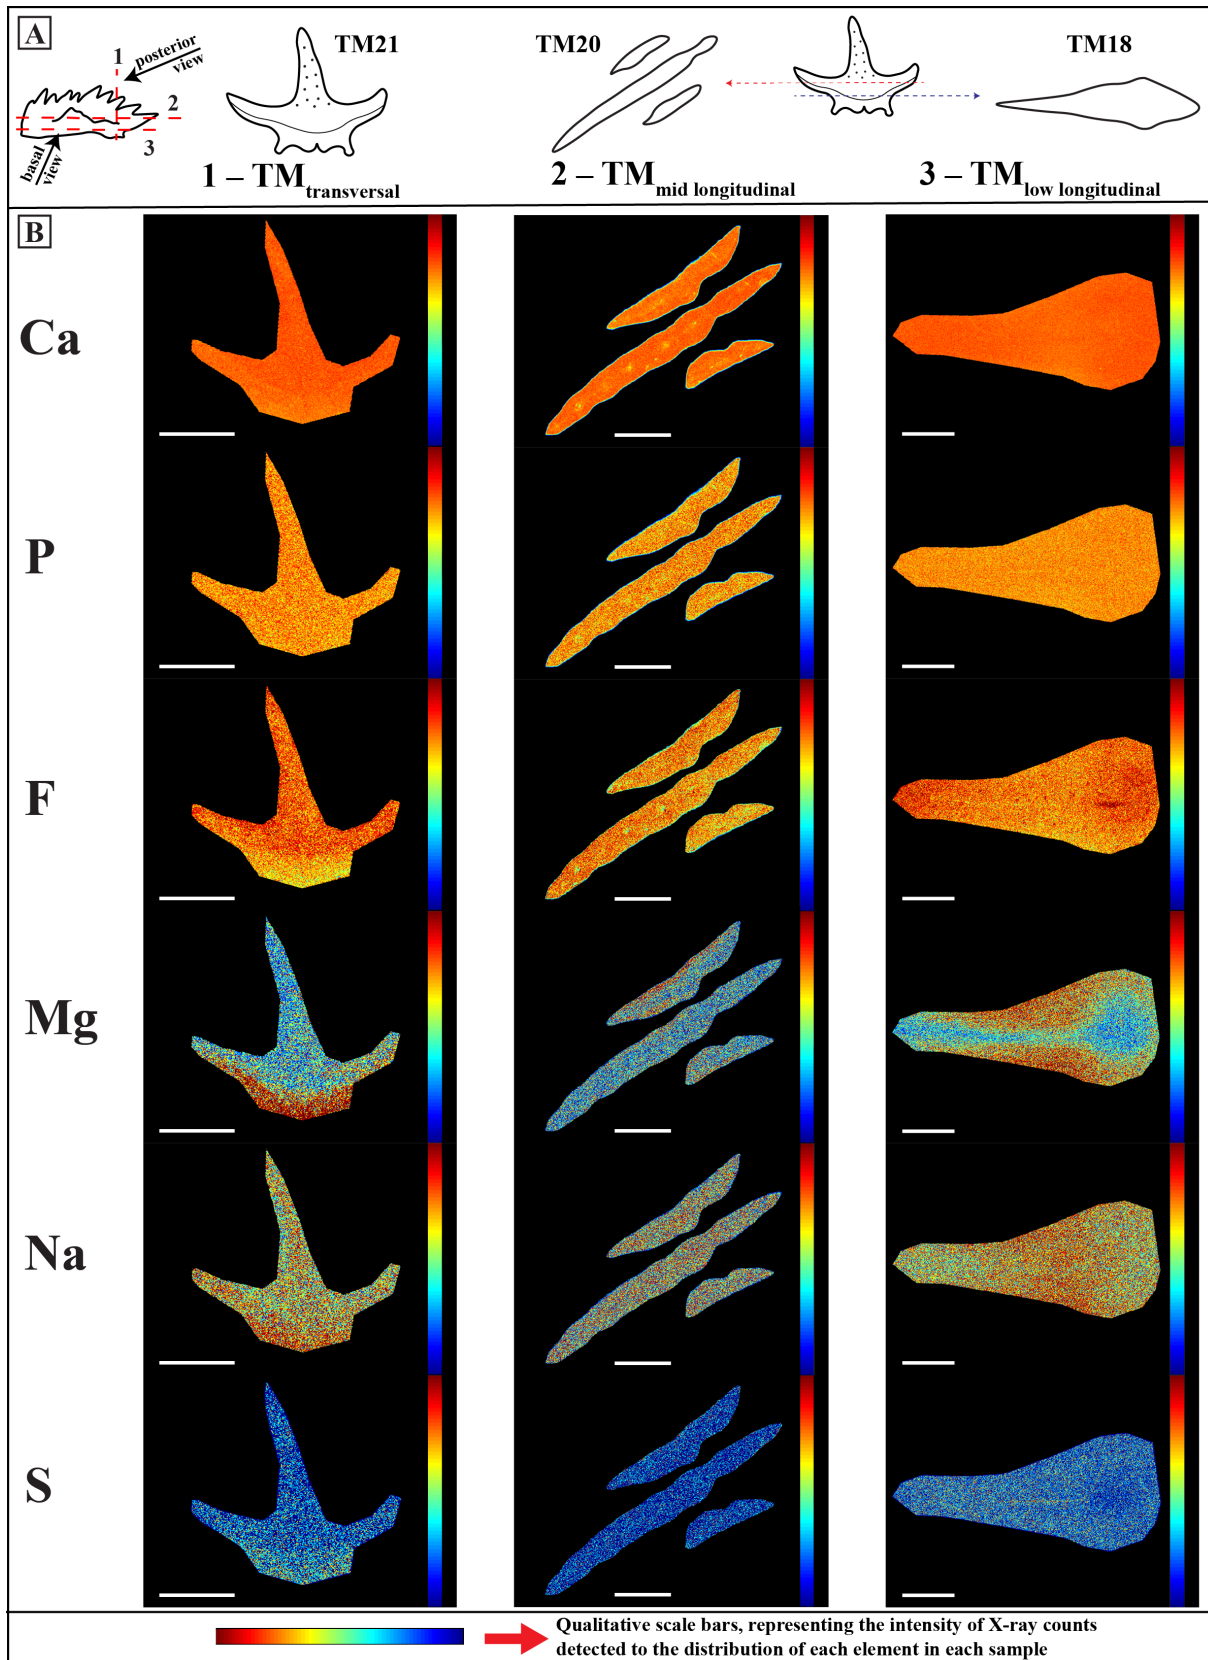 A
1
posterior
view
2
3
basal
view
TM21
1 – TMtransversal
TM20
2 – TMmid longitudinal
TM18
3 – TMlow longitudinal
B
Ca
P
F
Mg
Na
S
Qualitative scale bars, representing the intensity of X-ray counts
detected to the distribution of each element in each sample